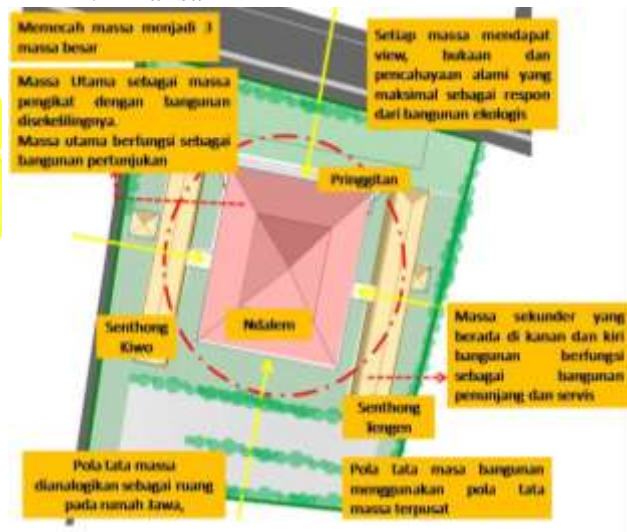 Memecah massa menjadi 3
massa besar
Setiap massa mendapat
view, bukaan dan
pencahayaan alami yang
maksimal sebagai respon
dari bangunan ekologis
Massa Utama sebagai massa
pengikat dengan bangunan
disekelilingnya.
Massa utama berfungsi sebagai
bangunan pertunjukan
Pringgitan
Senthong
Kiwo
Ndalem
Massa sekunder yang
berada di kanan dan kiri
bangunan berfungsi
sebagai bangunan
penunjang dan servis
Senthong
Tengen
Pola tata massa
dianalogikan sebagai ruang
pada rumah Jawa,
Pola tata masa bangunan
menggunakan pola tata
massa terpusat